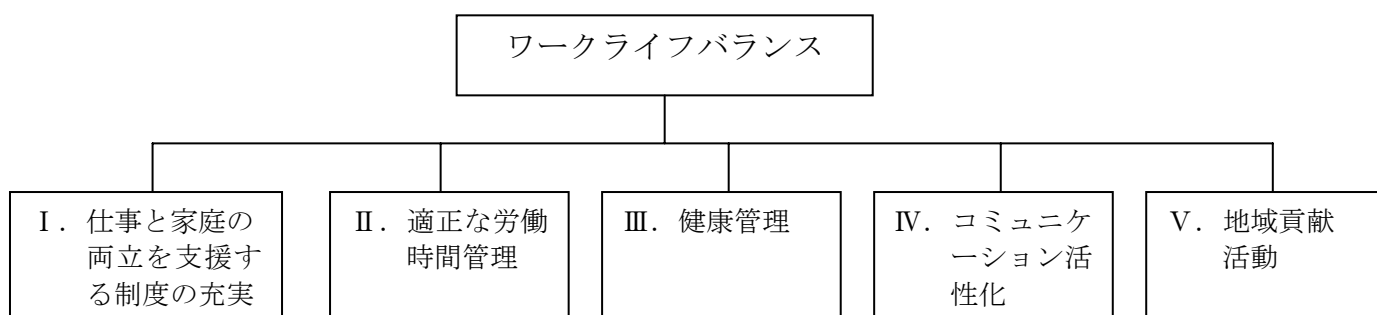 ワークライフバランス
Ⅰ．仕事と家庭の
両立を支援す
る制度の充実
Ⅱ．適正な労働
時間管理
Ⅲ．健康管理
Ⅳ．コミュニケ
ーション活
性化
Ⅴ．地域貢献
活動